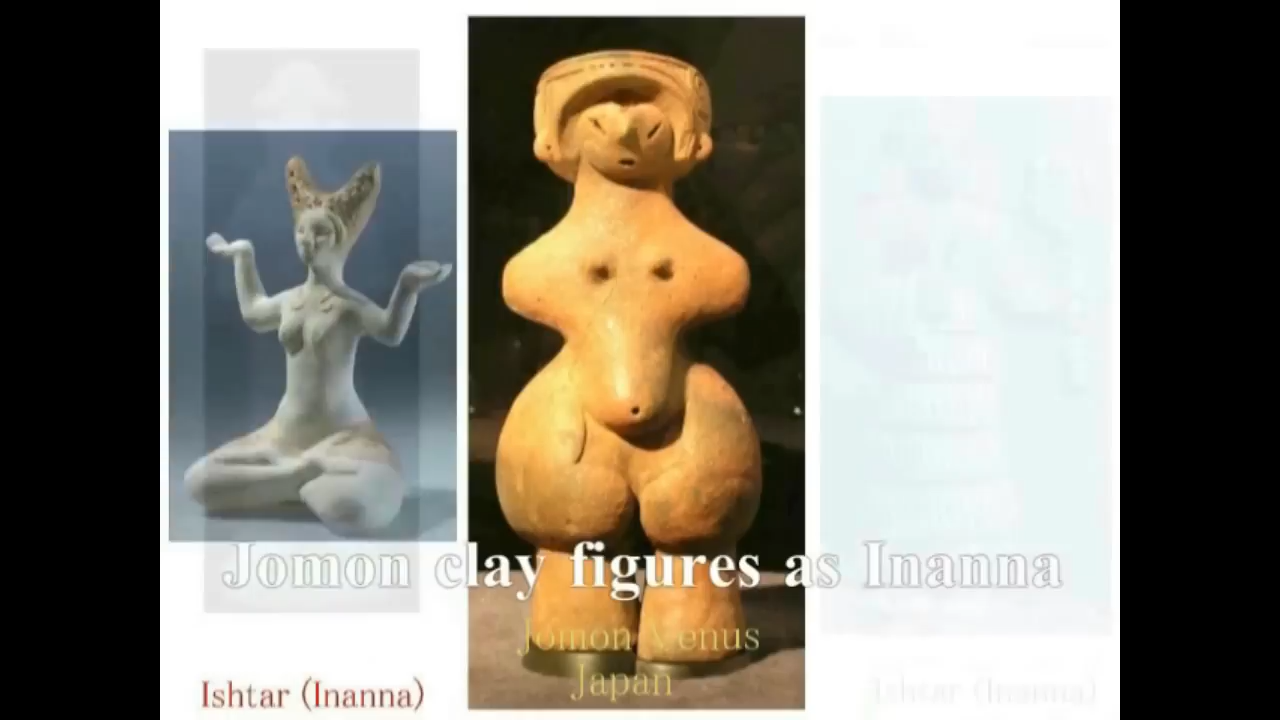 Jomon clay figures as Inanna
Jomon Venus
Japan
Ishtar (Inanna)
Ishtar (Inanna)